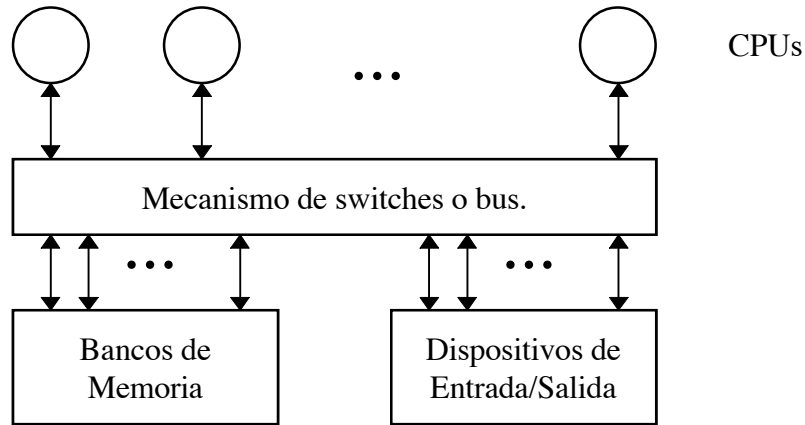 CPUs
Mecanismo de switches o bus.
Bancos de
Memoria
Dispositivos de
Entrada/Salida